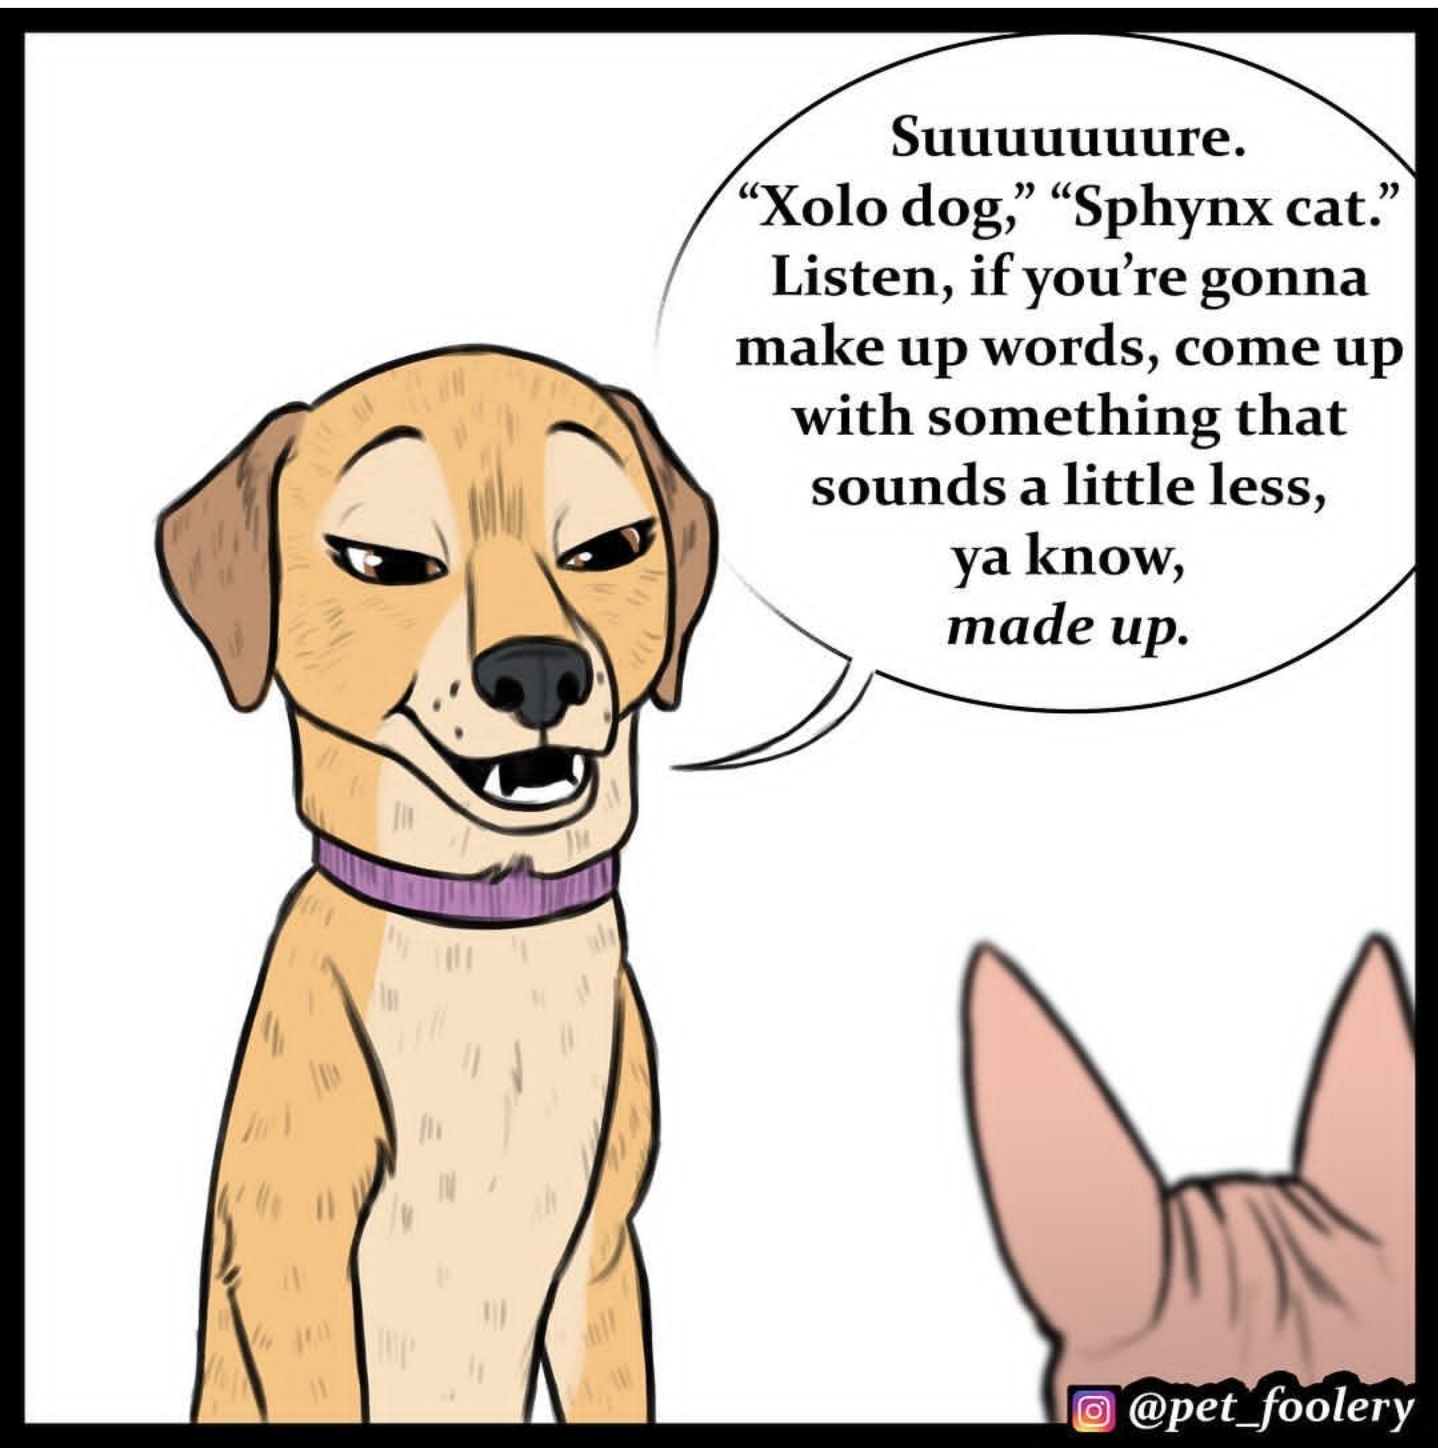 Suuuuuuure.
“Xolo dog,” “Sphynx cat.”
Listen, if you’re gonna
make up words, come up
with something that
sounds a little less,
ya know,
made up.
@pet_foolery